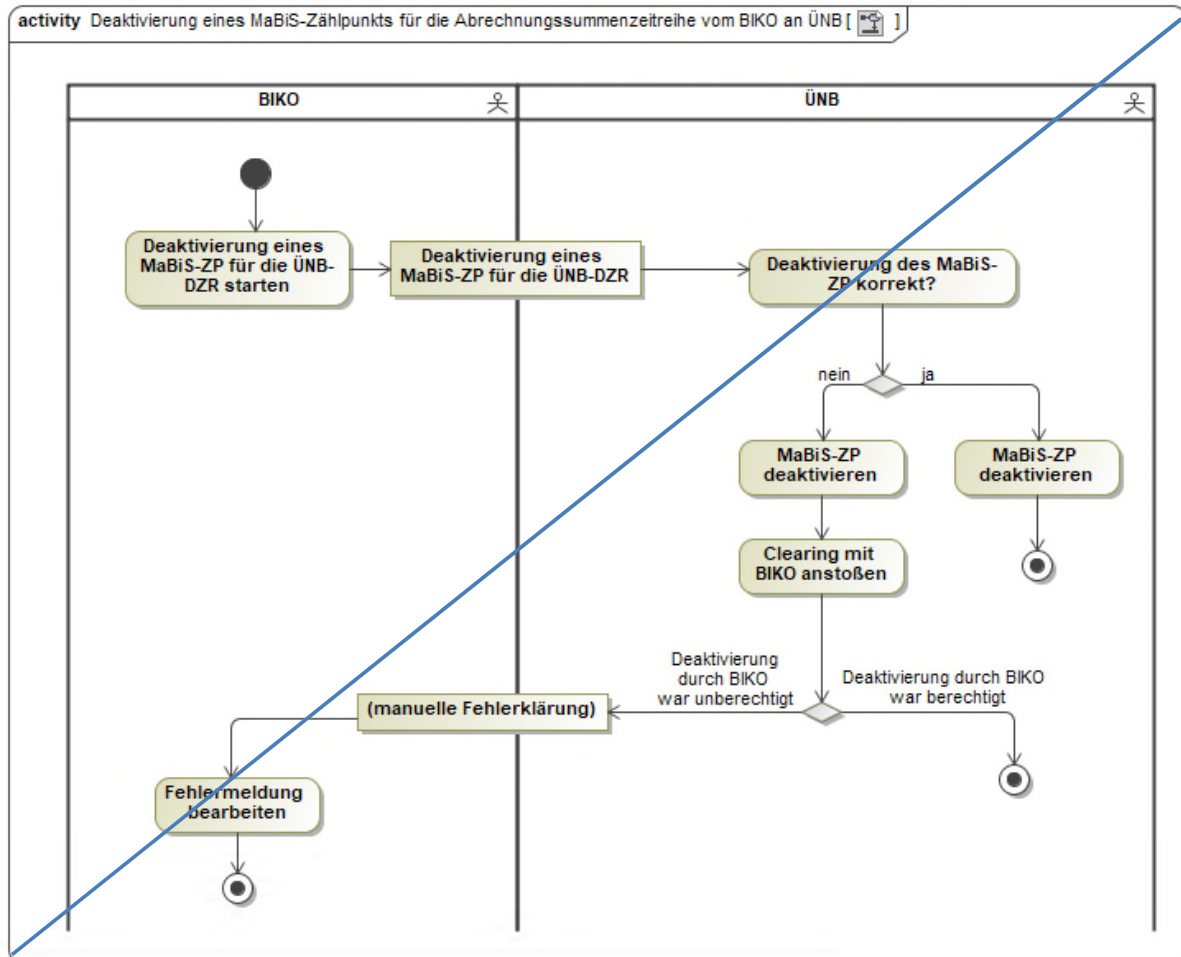 activity Deaktivierung eines MaBiS-Zählpunkts für die Abrechnungssummenzeitreihe vom BIKO an ÜNB [ ]
BIKO
ÜNB
Deaktivierung eines
MaBiS-ZP für die ÜNB-
DZR starten
Deaktivierung eines
MaBiS-ZP für die ÜNB-DZR
Deaktivierung des MaBiS-
ZP korrekt?
nein
ja
MaBiS-ZP
deaktivieren
MaBiS-ZP
deaktivieren
Clearing mit
BIKO anstoßen
Deaktivierung
durch BIKO
war unberechtigt
Deaktivierung durch BIKO
war berechtigt
(manuelle Fehlerklärung)
Fehlermeldung
bearbeiten